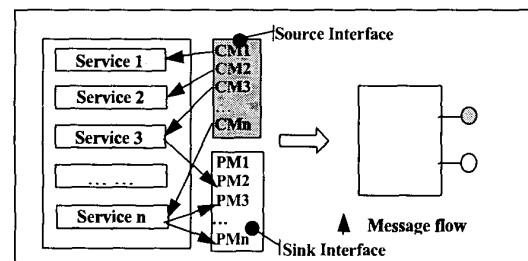 Source Interface
Service 1
Service 2
Service 3
... ...
Service n
CM1
CM2
CM3
...
CMn
PM1
PM2
PM3
...
PMn
Message flow
Sink Interface